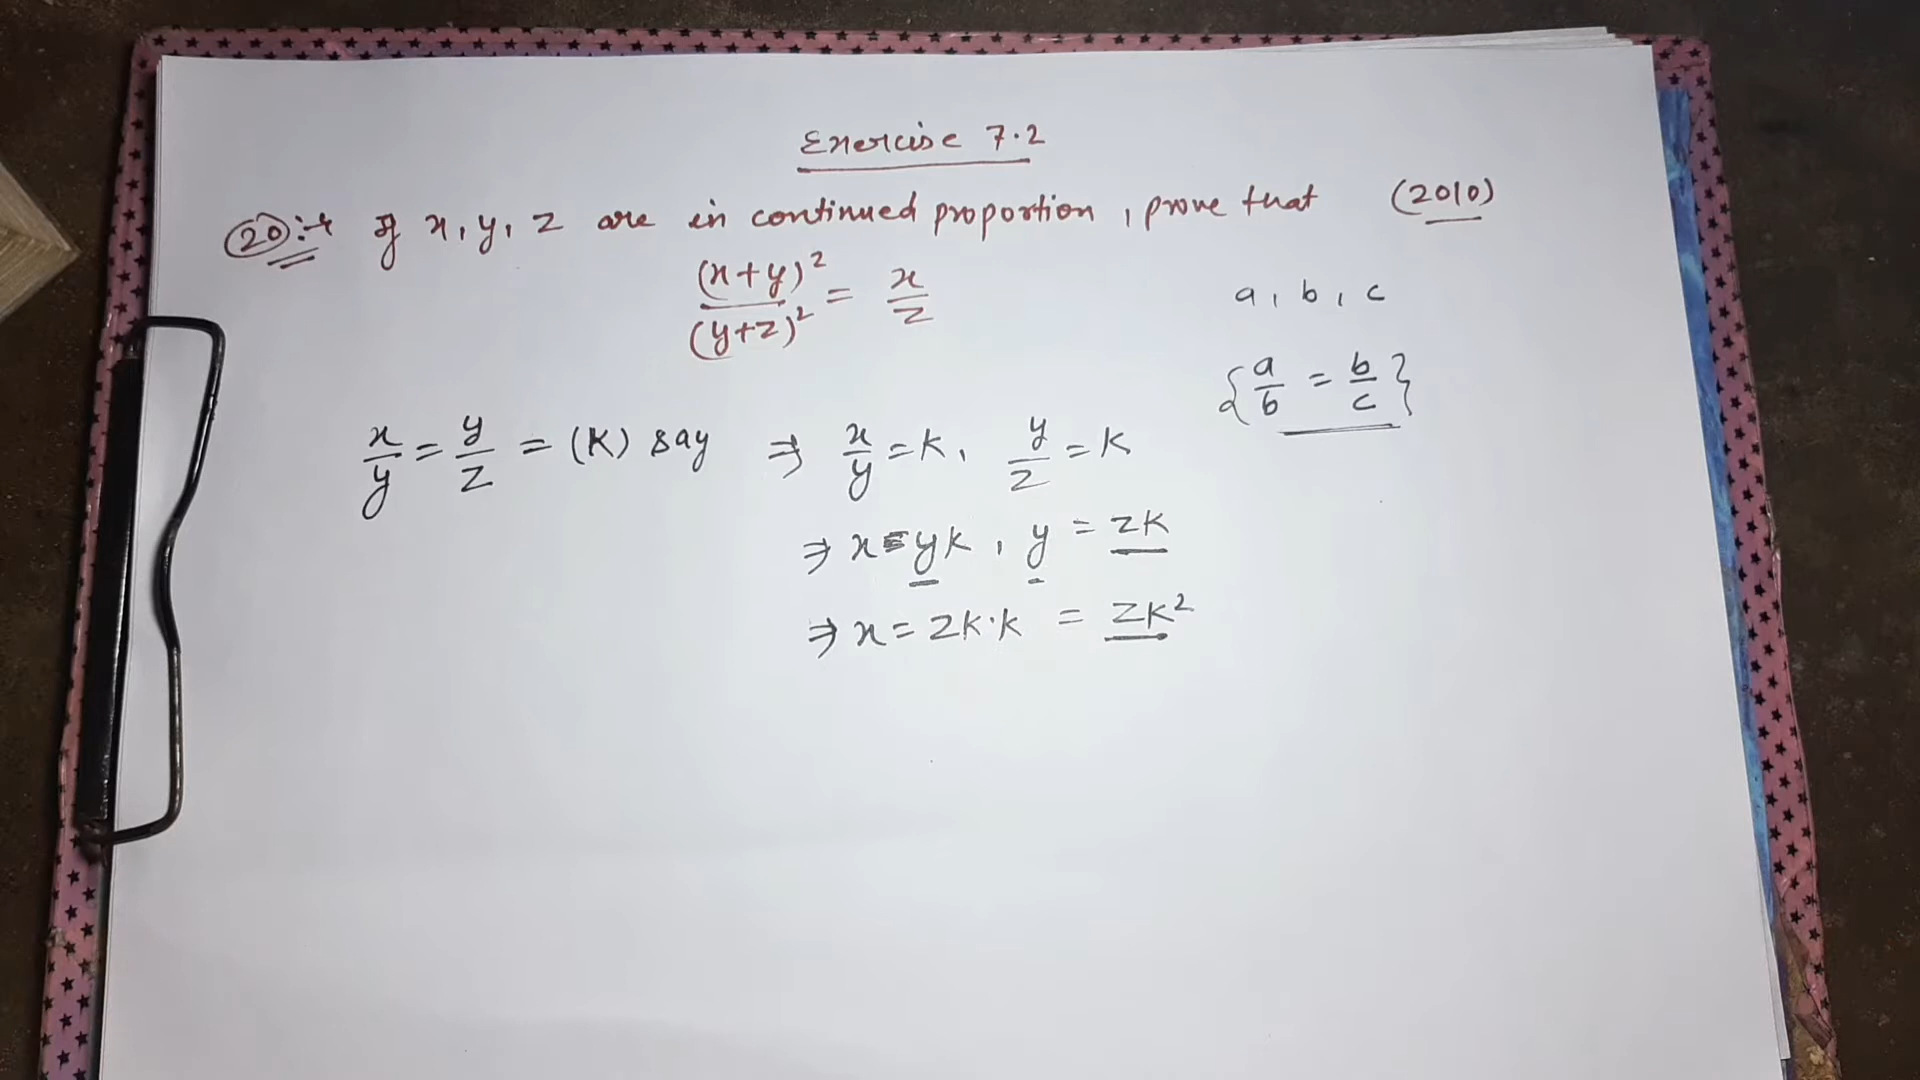 Exercise 7.2
20:→ If x, y, z are in continued proportion, prove that (2010)
(x+y)²/(y+z)² = x/z
a, b, c
{a/b = b/c}
x/y = y/z = (K) say ⇒ x/y = K, y/z = K
⇒ x = yK, y = zK
⇒ x = zK·K = zK²